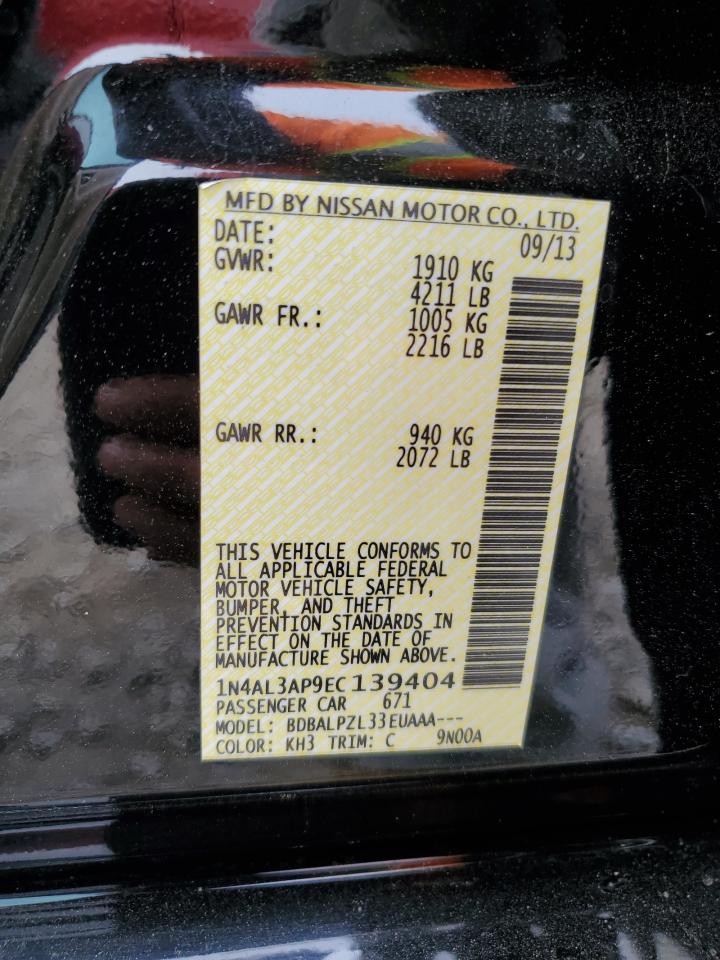 MFD BY NISSAN MOTOR CO., LTD.
DATE: 09/13
GVWR: 1910 KG
4211 LB
GAWR FR.: 1005 KG
2216 LB
GAWR RR.: 940 KG
2072 LB
THIS VEHICLE CONFORMS TO
ALL APPLICABLE FEDERAL
MOTOR VEHICLE SAFETY,
BUMPER, AND THEFT
PREVENTION STANDARDS IN
EFFECT ON THE DATE OF
MANUFACTURE SHOWN ABOVE.
1N4AL3AP9EC139404
PASSENGER CAR 671
MODEL: BDBALPZL33EUAAA---
COLOR: KH3 TRIM: C 9N00A